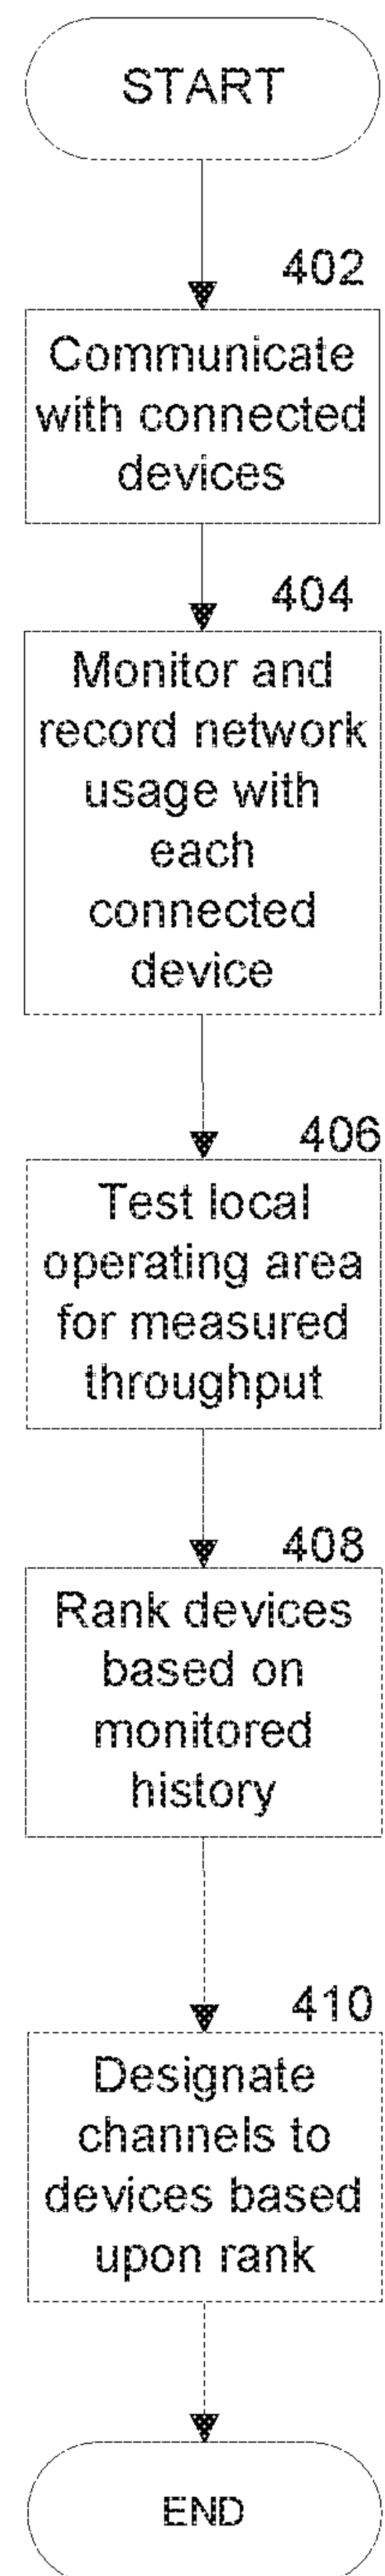 START
402
Communicate
with connected
devices
404
Monitor and
record network
usage with
each
connected
device
406
Test local
operating area
for measured
throughput
408
Rank devices
based on
monitored
history
410
Designate
channels to
devices based
upon rank
END